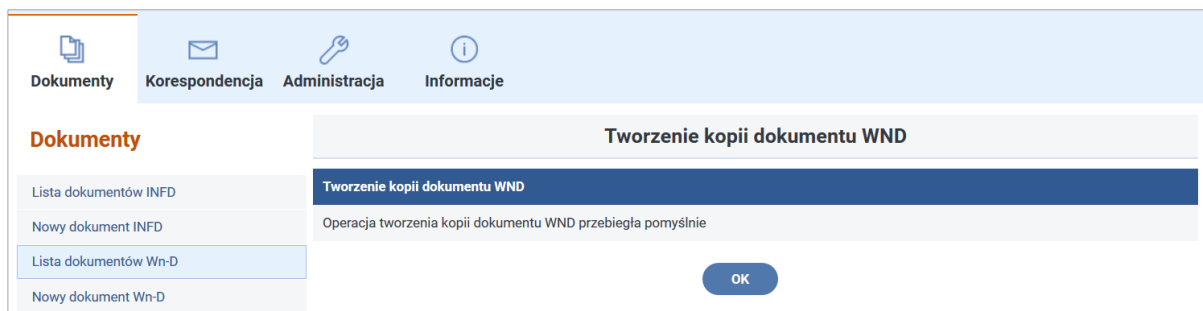 Dokumenty
Korespondencja
Administracja
Informacje
Dokumenty
Lista dokumentów INFD
Nowy dokument INFD
Lista dokumentów Wn-D
Nowy dokument Wn-D
Tworzenie kopii dokumentu WND
Tworzenie kopii dokumentu WND
Operacja tworzenia kopii dokumentu WND przebiegła pomyślnie
OK